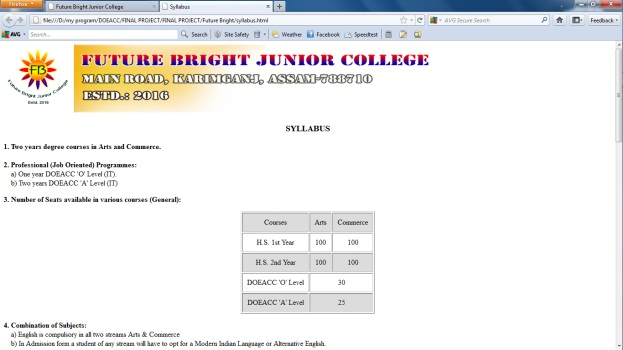 Firefox
Future Bright Junior College
Syllabus
file:///D:/my program/DOEACC/FINAL PROJECT/FINAL PROJECT/Future Bright/syllabus.html
AVG Secure Search
Feedback
AVG
Search
Site Safety
Weather
Facebook
Speedtest
FB
Future Bright Junior College
Estd. 2016
FUTURE BRIGHT JUNIOR COLLEGE
MAIN ROAD, KARIMGANJ, ASSAM-788710
ESTD.: 2016
SYLLABUS
1. Two years degree courses in Arts and Commerce.
2. Professional (Job Oriented) Programmes:
a) One year DOEACC 'O' Level (IT).
b) Two years DOEACC 'A' Level (IT)
3. Number of Seats available in various courses (General):
Courses Arts Commerce
H.S. 1st Year 100 100
H.S. 2nd Year 100 100
DOEACC 'O' Level 30
DOEACC 'A' Level 25
4. Combination of Subjects:
a) English is compulsory in all two streams Arts & Commerce
b) In Admission form a student of any stream will have to opt for a Modern Indian Language or Alternative English.